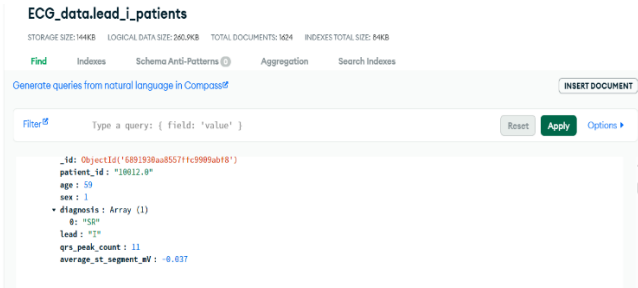 ECG_data.lead_i_patients
STORAGE SIZE: 144KB LOGICAL DATA SIZE: 260.9KB TOTAL DOCUMENTS: 1624 INDEXES TOTAL SIZE: 84KB
Find Indexes Schema Anti-Patterns 0 Aggregation Search Indexes
Generate queries from natural language in Compass
INSERT DOCUMENT
Filter Type a query: { field: 'value' } Reset Apply Options
_id: ObjectId('6891930aa8557ffc9909abf8')
patient_id : "10012.0"
age : 59
sex : 1
diagnosis : Array (1)
0: "SR"
lead : "I"
qrs_peak_count : 11
average_st_segment_mV : -0.037